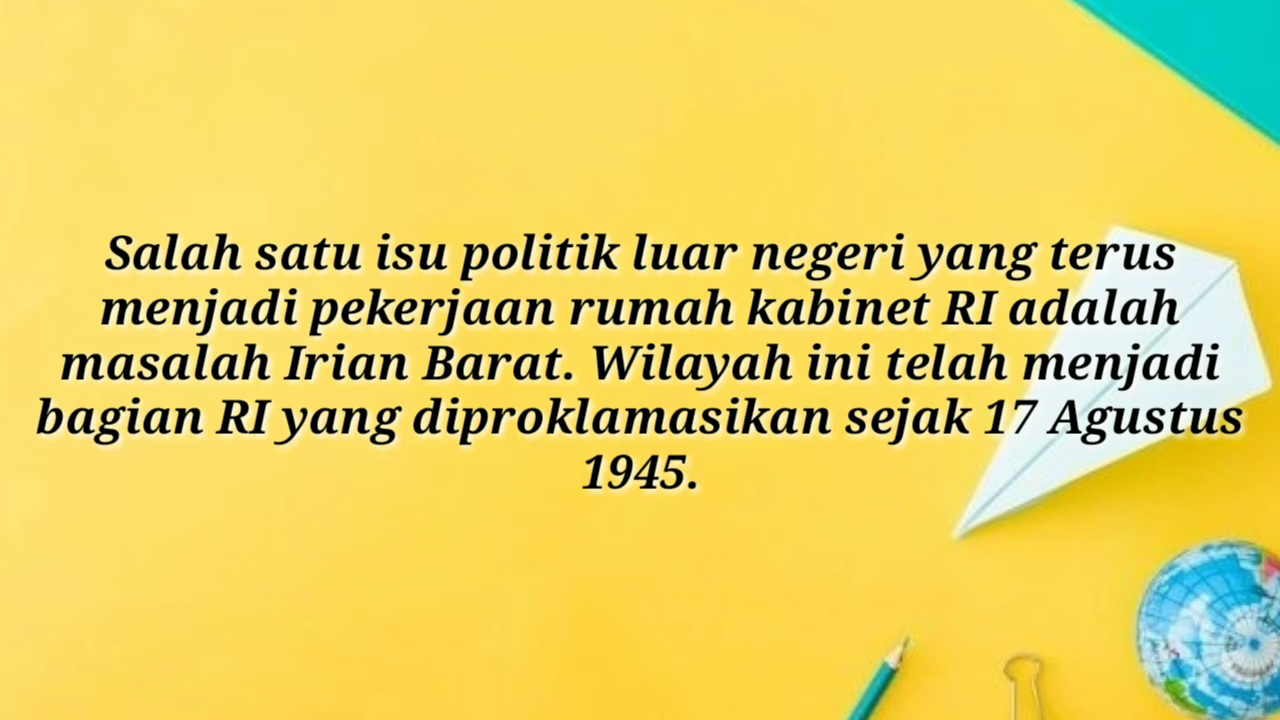 Salah satu isu politik luar negeri yang terus
menjadi pekerjaan rumah kabinet RI adalah
masalah Irian Barat. Wilayah ini telah menjadi
bagian RI yang diproklamasikan sejak 17 Agustus
1945.